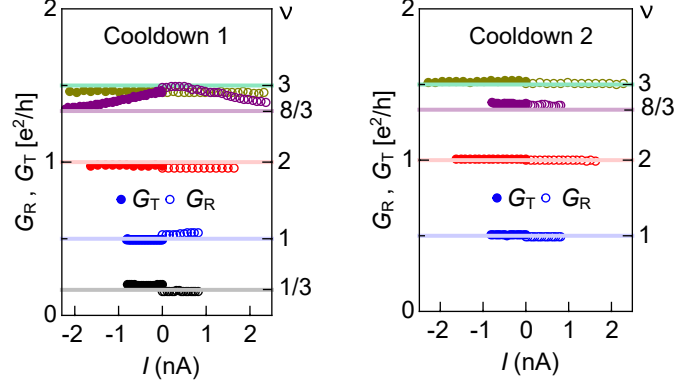 Cooldown 1
G_R , G_T [e²/h]
2
1
0
ν
3
8/3
2
1
1/3
G_T G_R
-2 -1 0 1 2
I (nA)
Cooldown 2
G_R , G_T [e²/h]
2
1
0
ν
3
8/3
2
1
G_T G_R
-2 -1 0 1 2
I (nA)